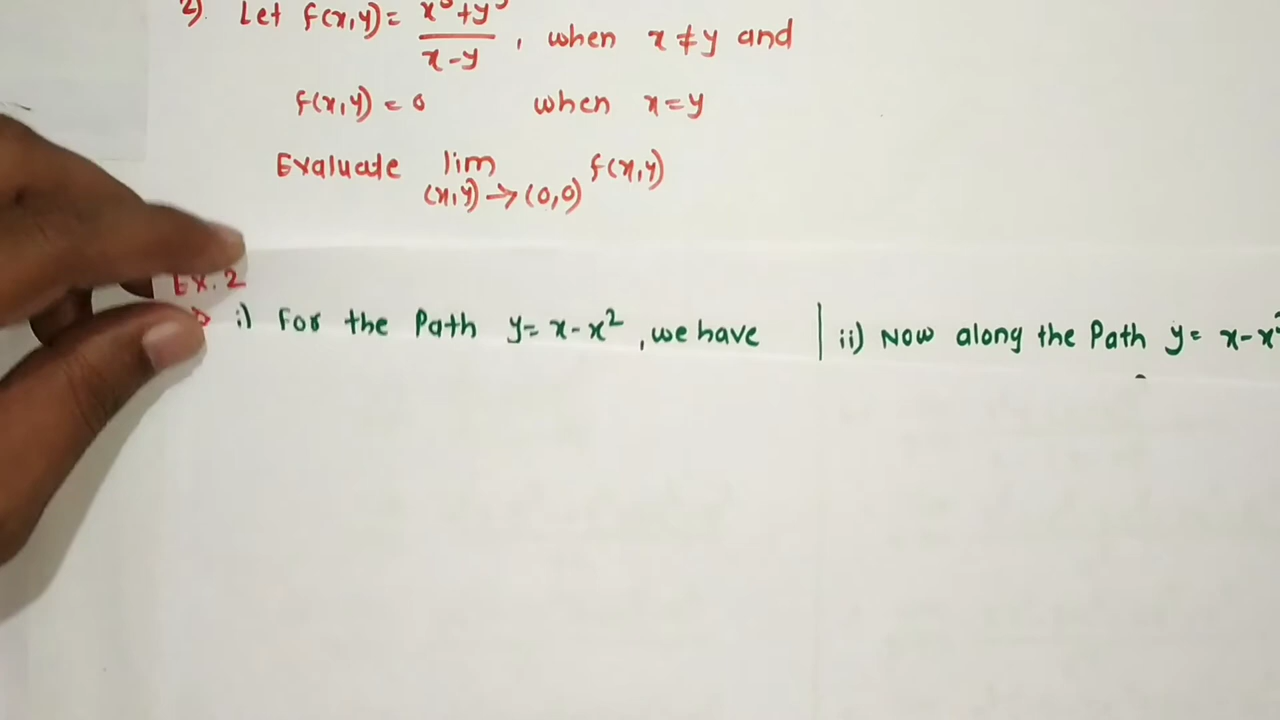 2) Let f(x,y) = x³+y³ / x-y , when x ≠ y and
f(x,y) = 0 when x = y
Evaluate lim (x,y)→(0,0) f(x,y)
Ex. 2
i) For the Path y = x - x² , we have
ii) Now along the Path y = x - x